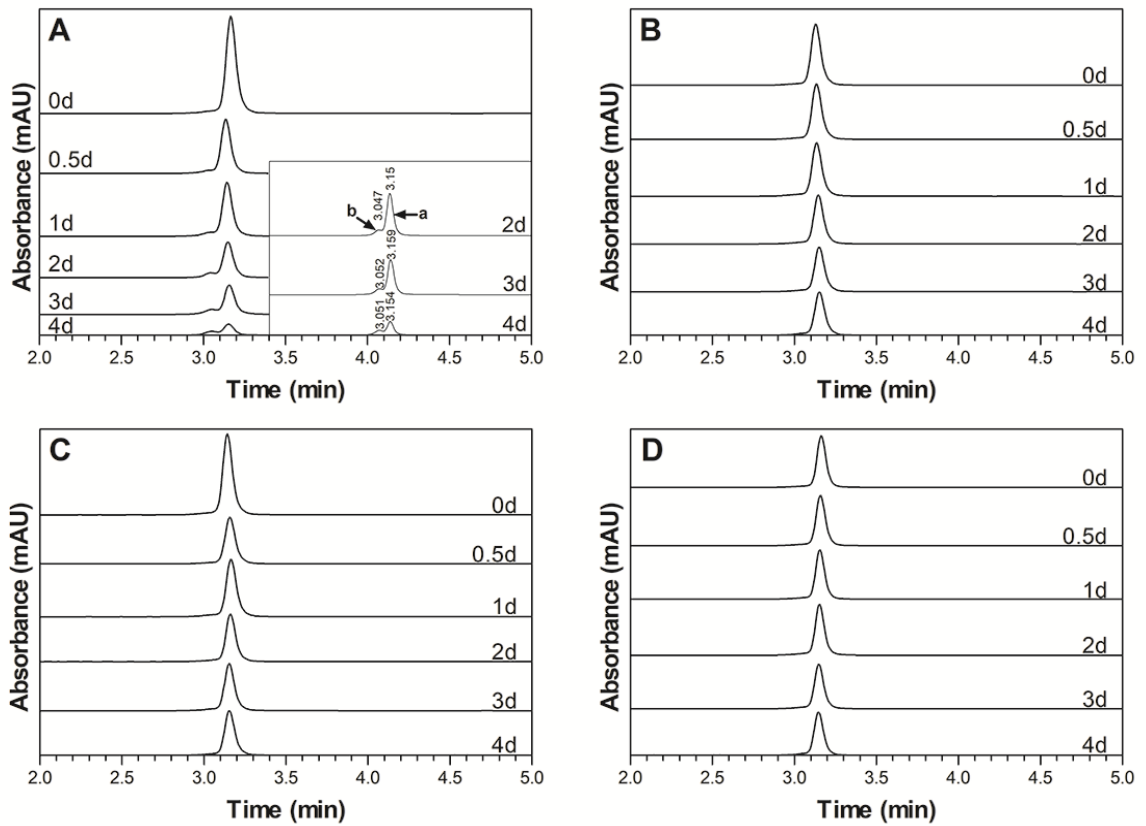 A
Absorbance (mAU)
0d
0.5d
1d
2d
3d
4d
b
3.047
3.15
a
2d
3.052
3.159
3d
3.051
3.154
4d
2.0 2.5 3.0 3.5 4.0 4.5 5.0
Time (min)
B
Absorbance (mAU)
0d
0.5d
1d
2d
3d
4d
2.0 2.5 3.0 3.5 4.0 4.5 5.0
Time (min)
C
Absorbance (mAU)
0d
0.5d
1d
2d
3d
4d
2.0 2.5 3.0 3.5 4.0 4.5 5.0
Time (min)
D
Absorbance (mAU)
0d
0.5d
1d
2d
3d
4d
2.0 2.5 3.0 3.5 4.0 4.5 5.0
Time (min)